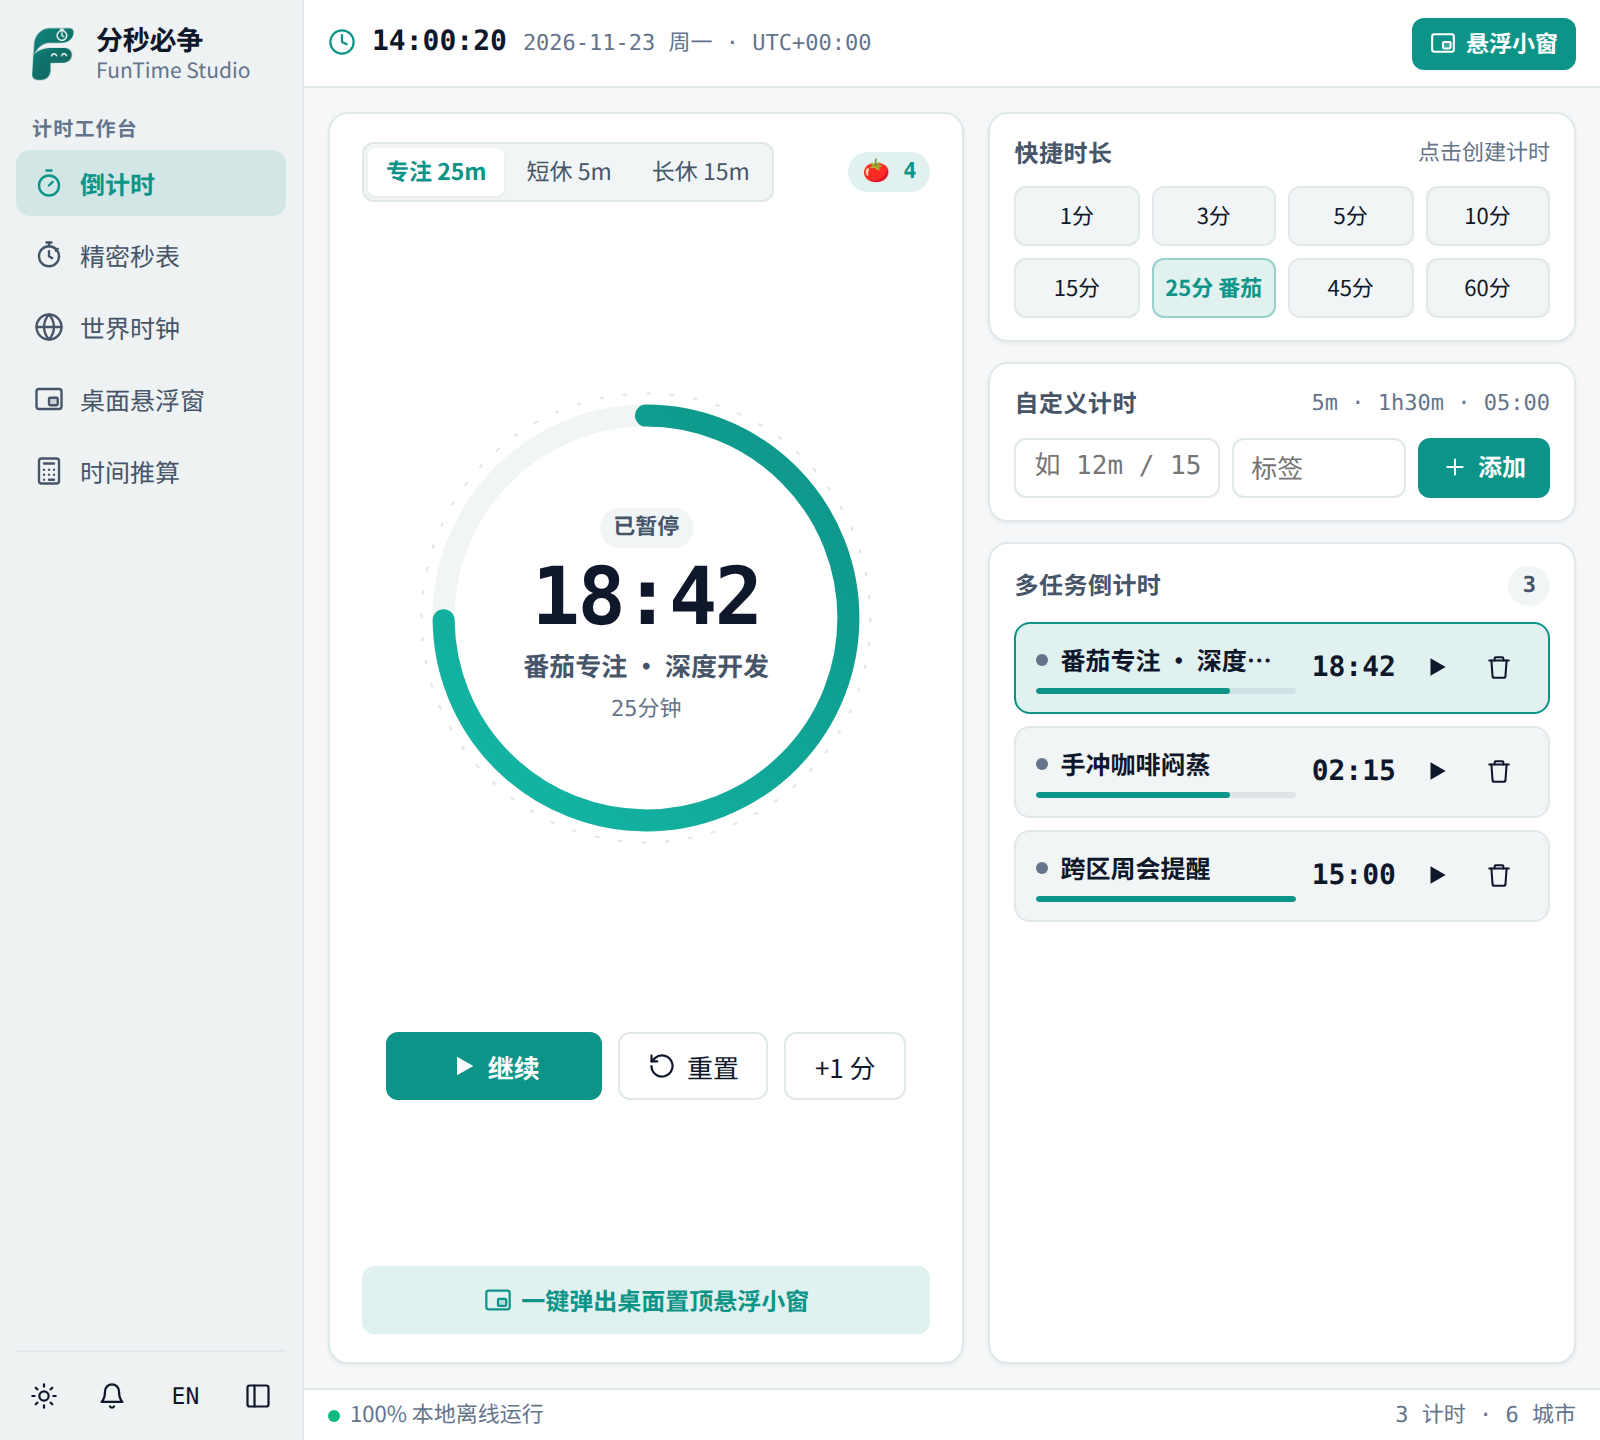 分秒必争
FunTime Studio
计时工作台
倒计时
精密秒表
世界时钟
桌面悬浮窗
时间推算
EN
14:00:20 2026-11-23 周一 · UTC+00:00
悬浮小窗
专注 25m 短休 5m 长休 15m
🍅 4
已暂停
18:42
番茄专注 • 深度开发
25分钟
继续
重置
+1 分
一键弹出桌面置顶悬浮小窗
快捷时长 点击创建计时
1分 3分 5分 10分
15分 25分 番茄 45分 60分
自定义计时 5m · 1h30m · 05:00
如 12m / 15 标签 添加
多任务倒计时 3
番茄专注 • 深度… 18:42
手冲咖啡闷蒸 02:15
跨区周会提醒 15:00
100% 本地离线运行
3 计时 · 6 城市